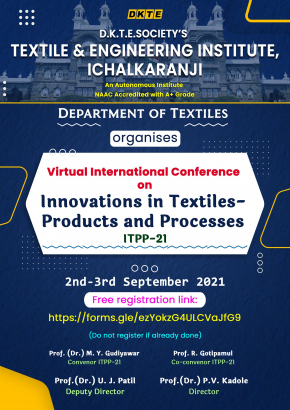 DKTE
D.K.T.E.SOCIETY'S
TEXTILE & ENGINEERING INSTITUTE,
ICHALKARANJI
An Autonomous Institute
NAAC Accredited with A+ Grade
DEPARTMENT OF TEXTILES
organises
Virtual International Conference
on
Innovations in Textiles-
Products and Processes
ITPP-21
2nd-3rd September 2021
Free registration link:
https://forms.gle/ezYokzG4ULCVaJfG9
(Do not register if already done)
Prof. (Dr.) M. Y. Gudiyawar
Convenor ITPP-21
Prof. R. Gotipamul
Co-convenor ITPP-21
Prof.(Dr.) U. J. Patil
Deputy Director
Prof.(Dr.) P.V. Kadole
Director